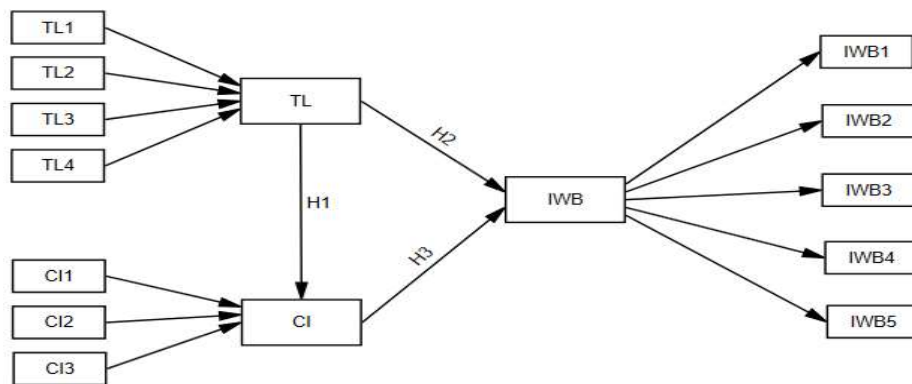 TL1
TL2
TL3
TL4
TL
H1
H2
CI1
CI2
CI3
CI
H3
IWB
IWB1
IWB2
IWB3
IWB4
IWB5